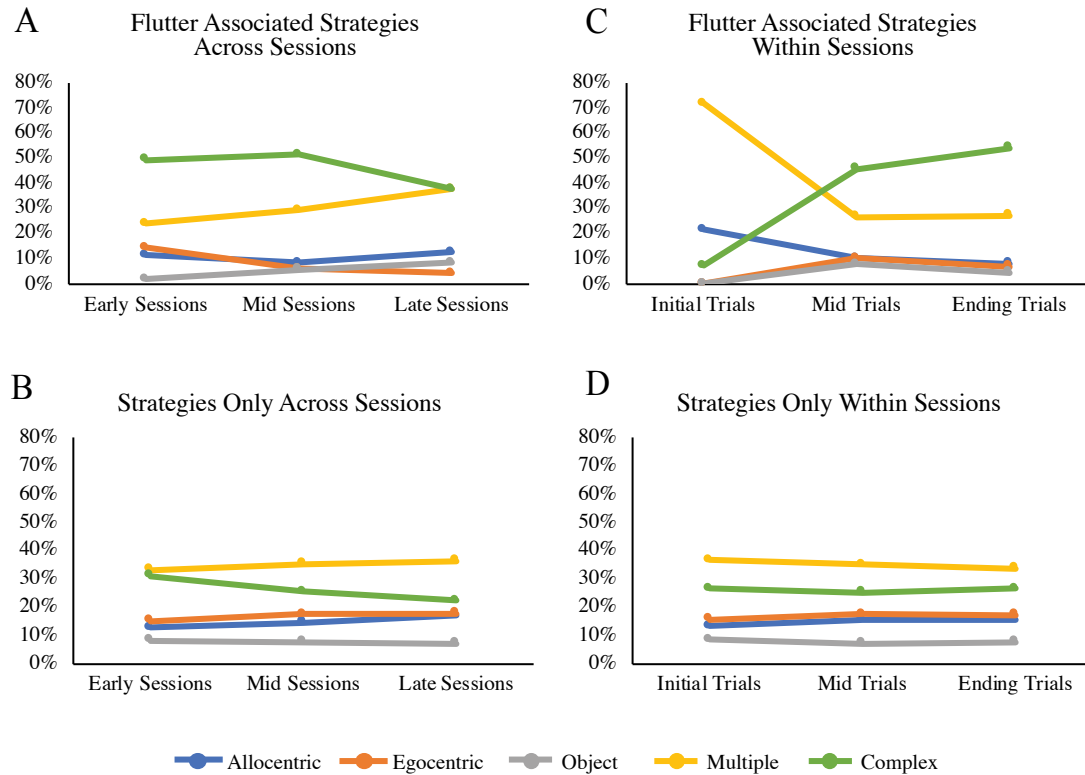 A
Flutter Associated Strategies
Across Sessions
80%
70%
60%
50%
40%
30%
20%
10%
0%
Early Sessions Mid Sessions Late Sessions
C
Flutter Associated Strategies
Within Sessions
80%
70%
60%
50%
40%
30%
20%
10%
0%
Initial Trials Mid Trials Ending Trials
B
Strategies Only Across Sessions
80%
70%
60%
50%
40%
30%
20%
10%
0%
Early Sessions Mid Sessions Late Sessions
D
Strategies Only Within Sessions
80%
70%
60%
50%
40%
30%
20%
10%
0%
Initial Trials Mid Trials Ending Trials
Allocentric Egocentric Object Multiple Complex